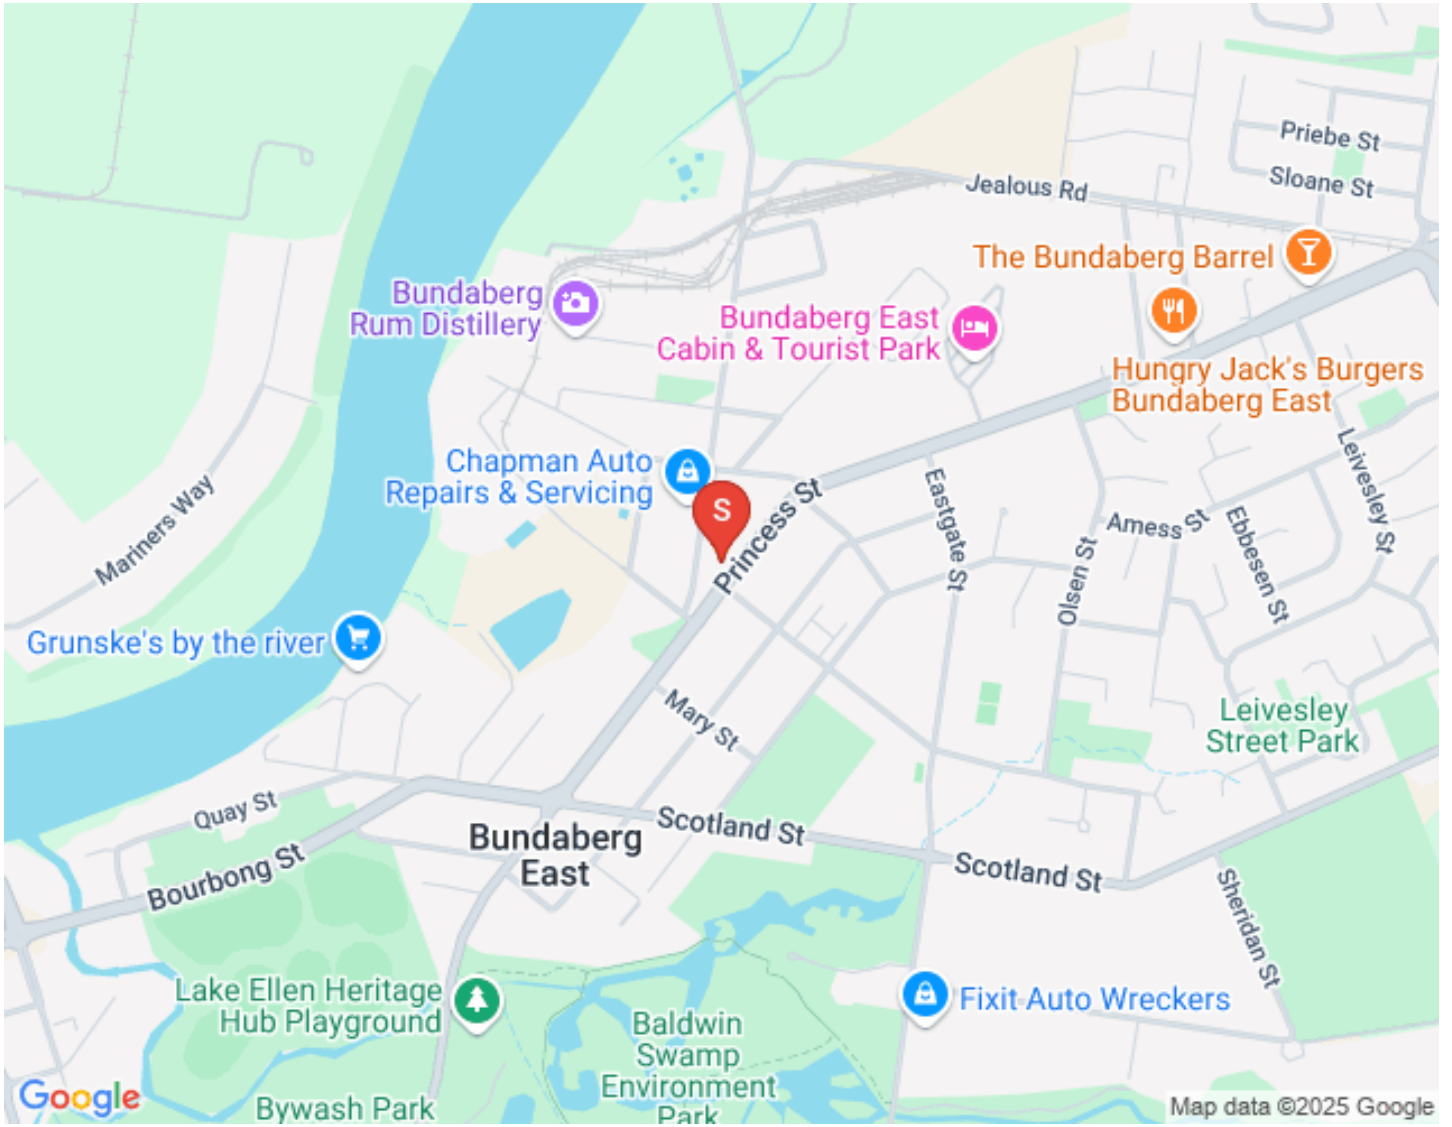 Priebe St
Sloane St
Jealous Rd
The Bundaberg Barrel
Bundaberg
Rum Distillery
Bundaberg East
Cabin & Tourist Park
Hungry Jack's Burgers
Bundaberg East
Chapman Auto
Repairs & Servicing
S
Princess St
Mariners Way
Eastgate St
Amess St
Ebbesen St
Leivesley St
Olsen St
Grunske's by the river
Mary St
Leivesley
Street Park
Quay St
Bourbong St
Bundaberg
East
Scotland St
Scotland St
Sheridan St
Lake Ellen Heritage
Hub Playground
Fixit Auto Wreckers
Baldwin
Swamp
Environment
Park
Bywash Park
Google
Map data ©2025 Google